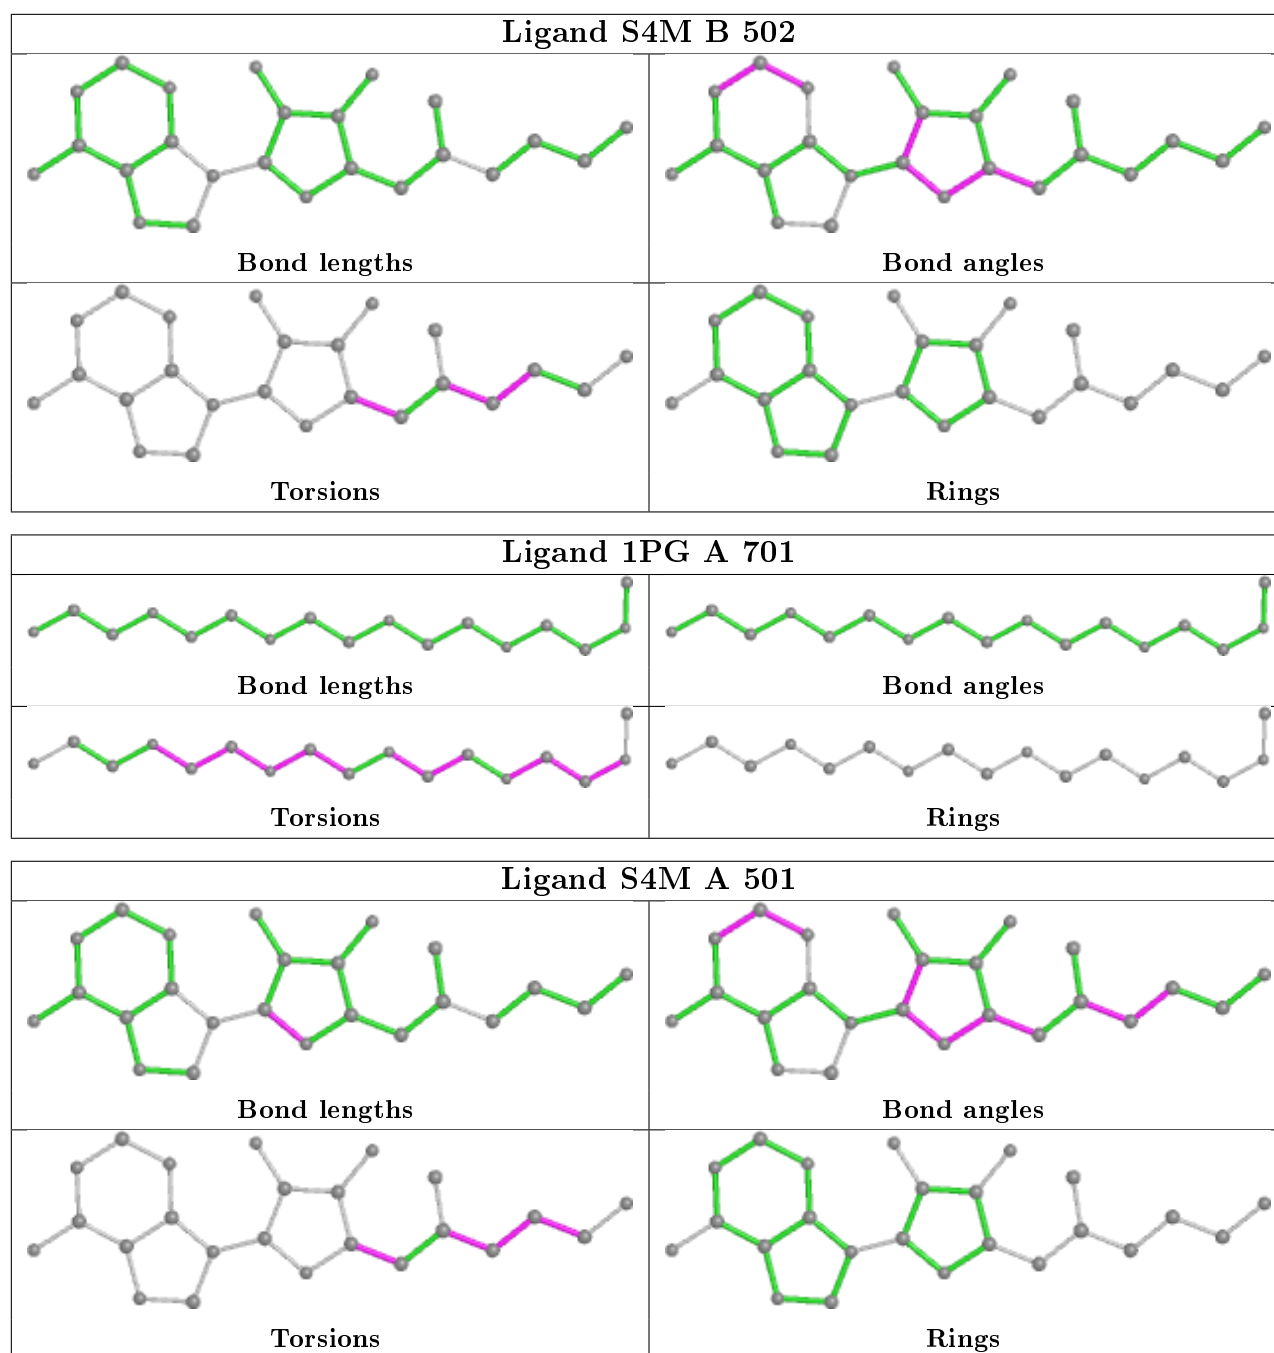 Ligand S4M B 502
Bond lengths
Bond angles
Torsions
Rings
Ligand 1PG A 701
Bond lengths
Bond angles
Torsions
Rings
Ligand S4M A 501
Bond lengths
Bond angles
Torsions
Rings